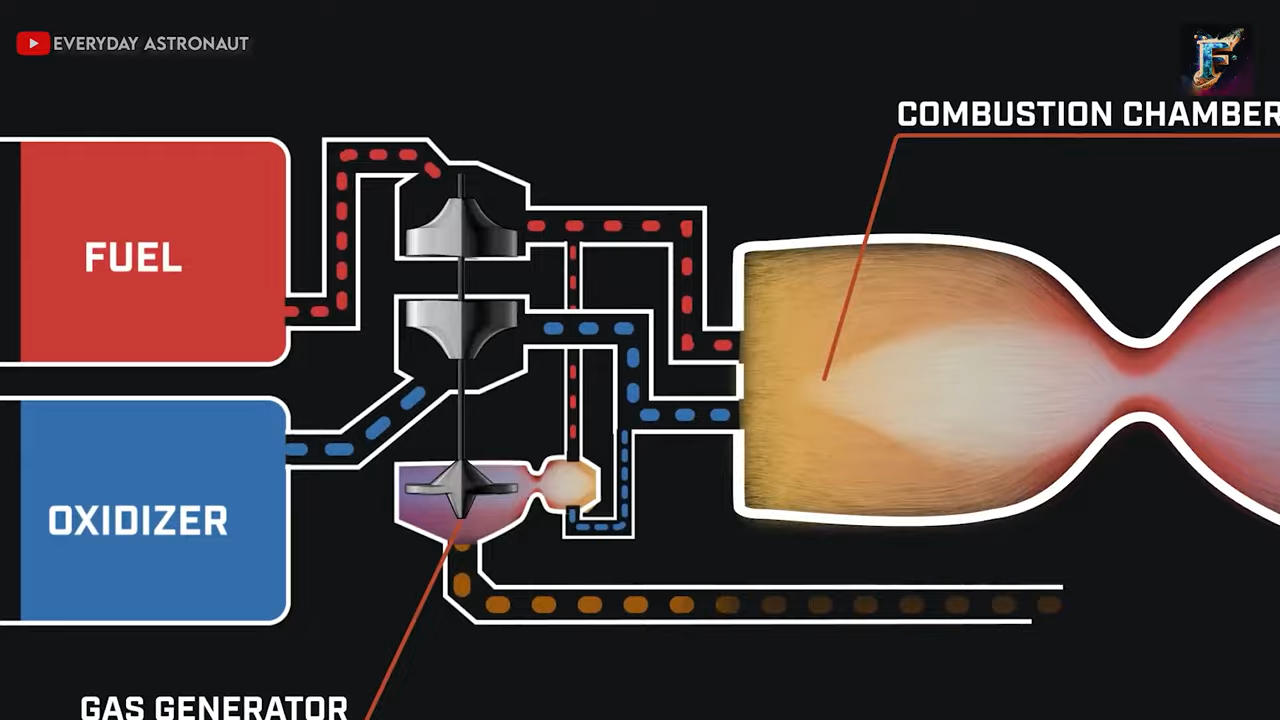 EVERYDAY ASTRONAUT
F
COMBUSTION CHAMBER
FUEL
OXIDIZER
GAS GENERATOR